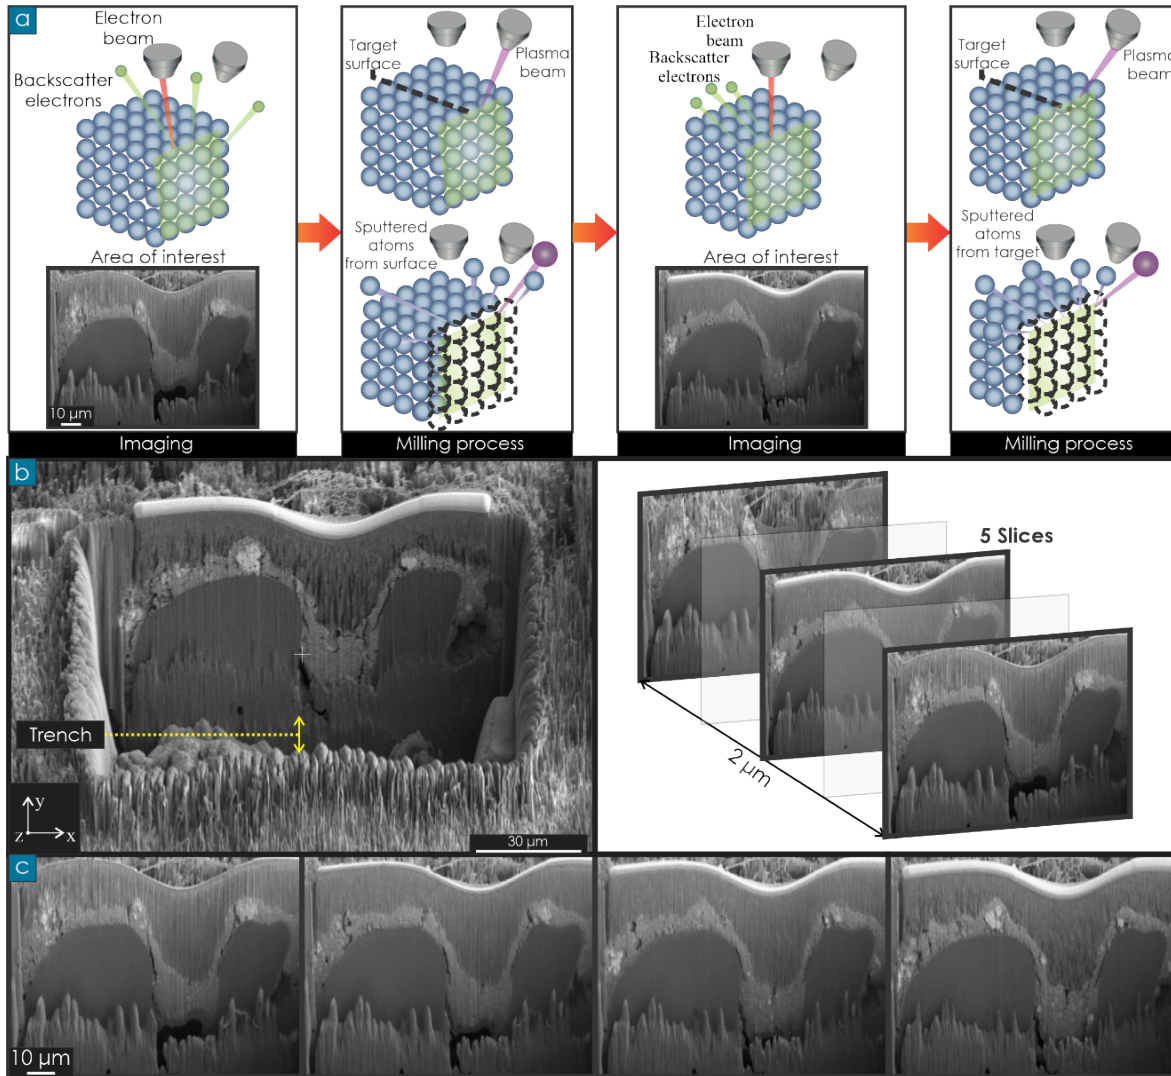 a
Electron
beam
Backscatter
electrons
Area of interest
10 µm
Imaging
Target
surface
Plasma
beam
Sputtered
atoms
from surface
Milling process
Electron
beam
Backscatter
electrons
Area of interest
Imaging
Target
surface
Plasma
beam
Sputtered
atoms
from target
Milling process
b
Trench
y
z
x
30 µm
5 Slices
2 µm
c
10 µm